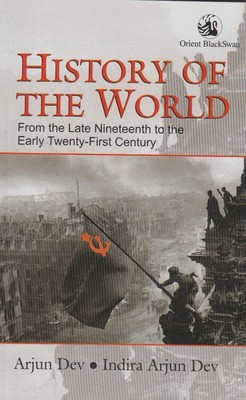 Orient BlackSwan
HISTORY OF
THE WORLD
From the Late Nineteenth to the
Early Twenty-First Century
Arjun Dev • Indira Arjun Dev